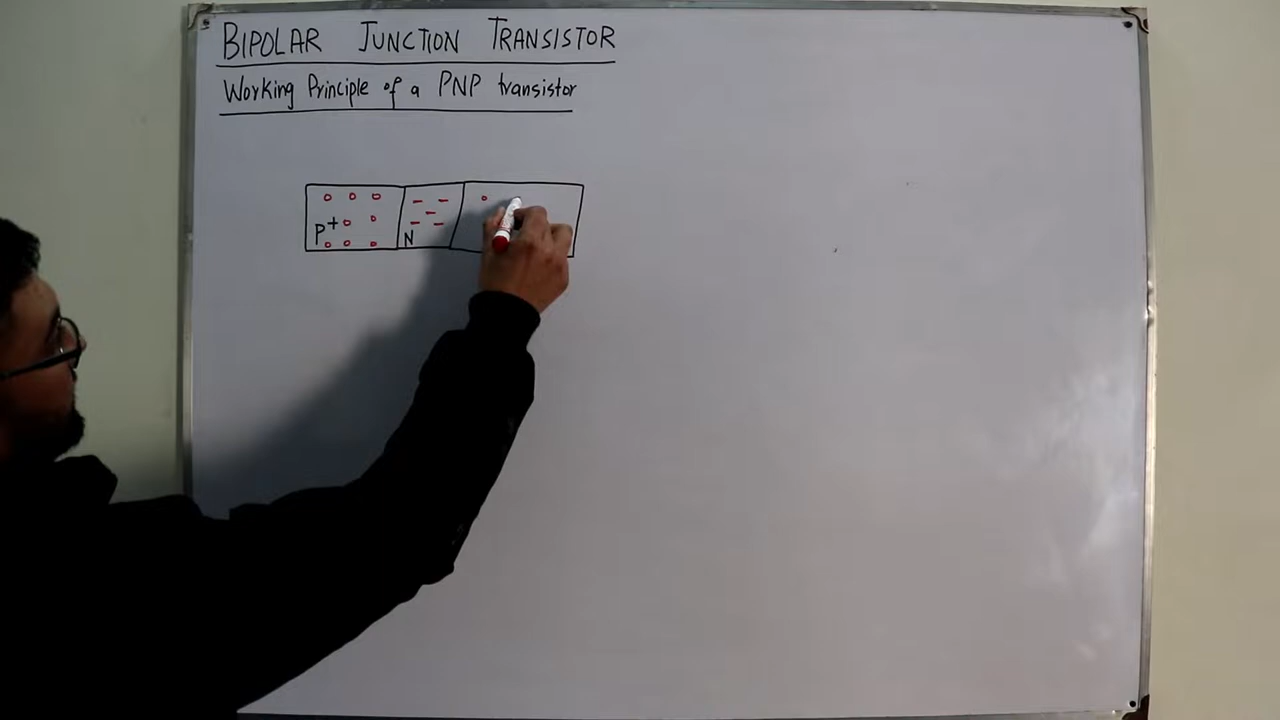 BIPOLAR JUNCTION TRANSISTOR
Working Principle of a PNP transistor
P+
N